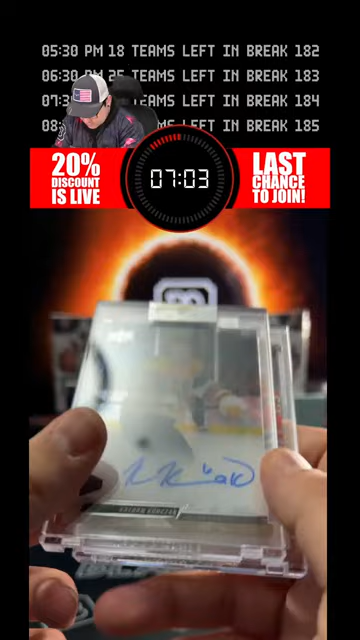 05:30 PM 18 TEAMS LEFT IN BREAK 182
06:30 PM 25 TEAMS LEFT IN BREAK 183
TEAMS LEFT IN BREAK 184
LEFT IN BREAK 185
20%
DISCOUNT
IS LIVE
07:03
LAST
CHANCE
TO JOIN!